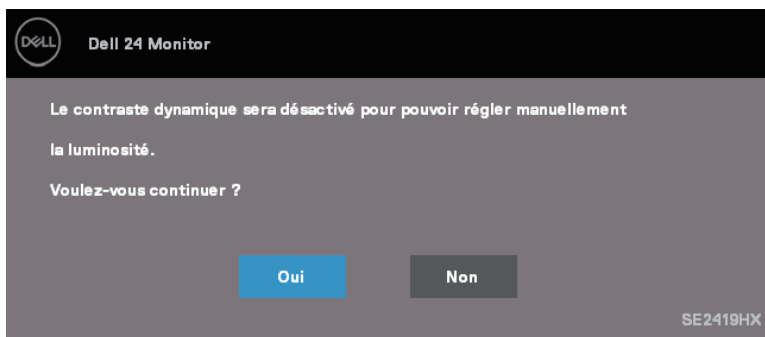 DELL
Dell 24 Monitor
Le contraste dynamique sera désactivé pour pouvoir régler manuellement
la luminosité.
Voulez-vous continuer ?
Oui Non
SE2419HX